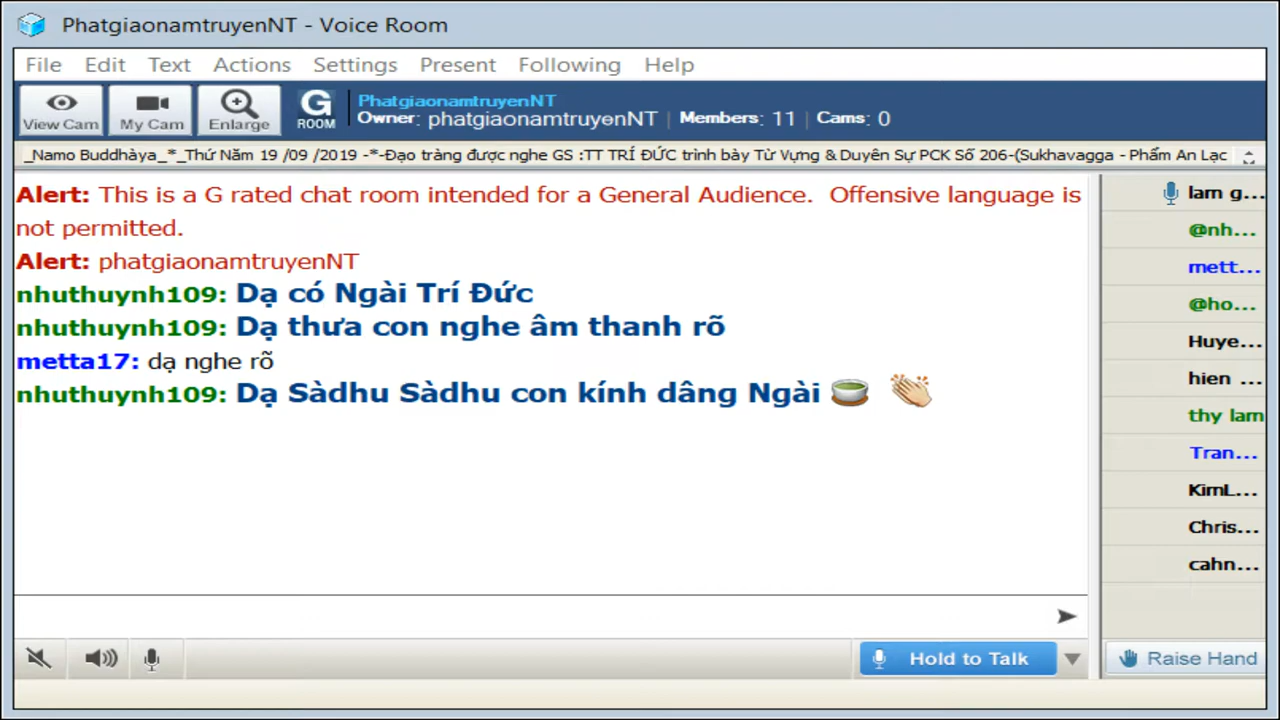 PhatgiaonamtruyenNT - Voice Room
File Edit Text Actions Settings Present Following Help
View Cam My Cam Enlarge G ROOM
PhatgiaonamtruyenNT
Owner: phatgiaonamtruyenNT Members: 11 Cams: 0
_Namo Buddhàya_*_Thứ Năm 19 /09 /2019 -*-Đạo tràng được nghe GS :TT TRÍ ĐỨC trình bày Từ Vựng & Duyên Sự PCK Số 206-(Sukhavagga - Phẩm An Lạc
Alert: This is a G rated chat room intended for a General Audience. Offensive language is
not permitted.
Alert: phatgiaonamtruyenNT
nhuthuynh109: Dạ có Ngài Trí Đức
nhuthuynh109: Dạ thưa con nghe âm thanh rõ
metta17: dạ nghe rõ
nhuthuynh109: Dạ Sàdhu Sàdhu con kính dâng Ngài
lam g...
@nh...
mett...
@ho...
Huye...
hien ...
thy lam
Tran...
KimL...
Chris...
cahn...
Hold to Talk
Raise Hand